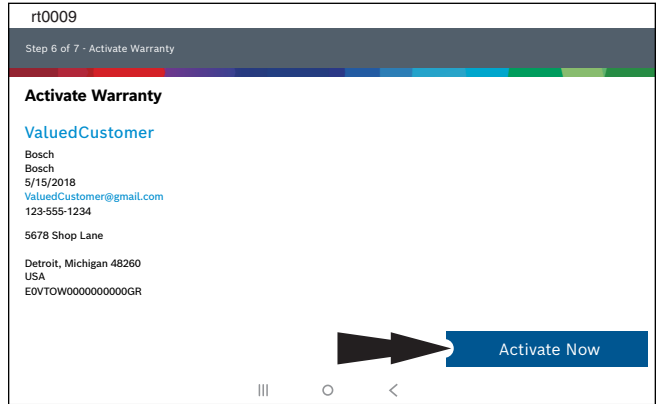 rt0009
Step 6 of 7 - Activate Warranty
Activate Warranty
ValuedCustomer
Bosch
Bosch
5/15/2018
ValuedCustomer@gmail.com
123-555-1234
5678 Shop Lane
Detroit, Michigan 48260
USA
E0VTOW0000000000GR
Activate Now